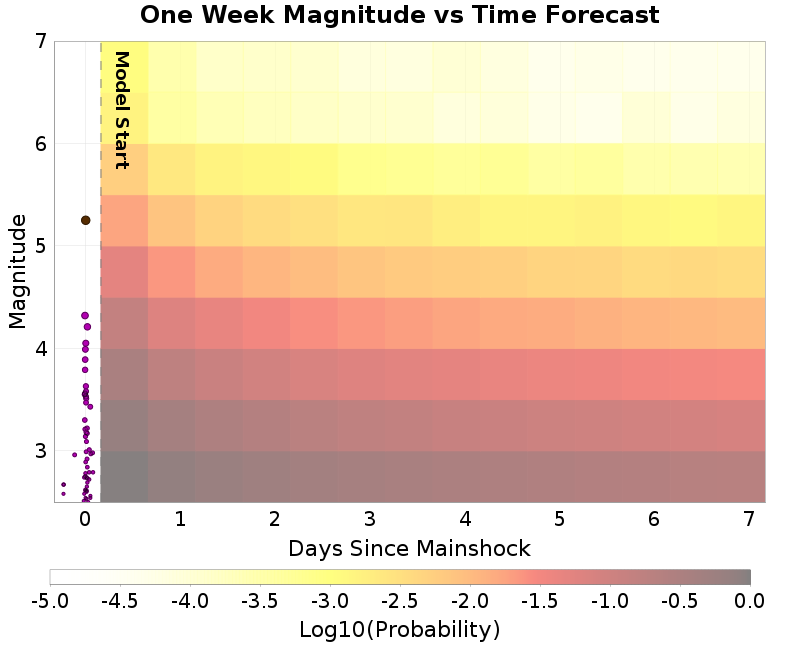 One Week Magnitude vs Time Forecast
Model Start
Magnitude
7
6
5
4
3
0 1 2 3 4 5 6 7
Days Since Mainshock
-5.0 -4.5 -4.0 -3.5 -3.0 -2.5 -2.0 -1.5 -1.0 -0.5 0.0
Log10(Probability)